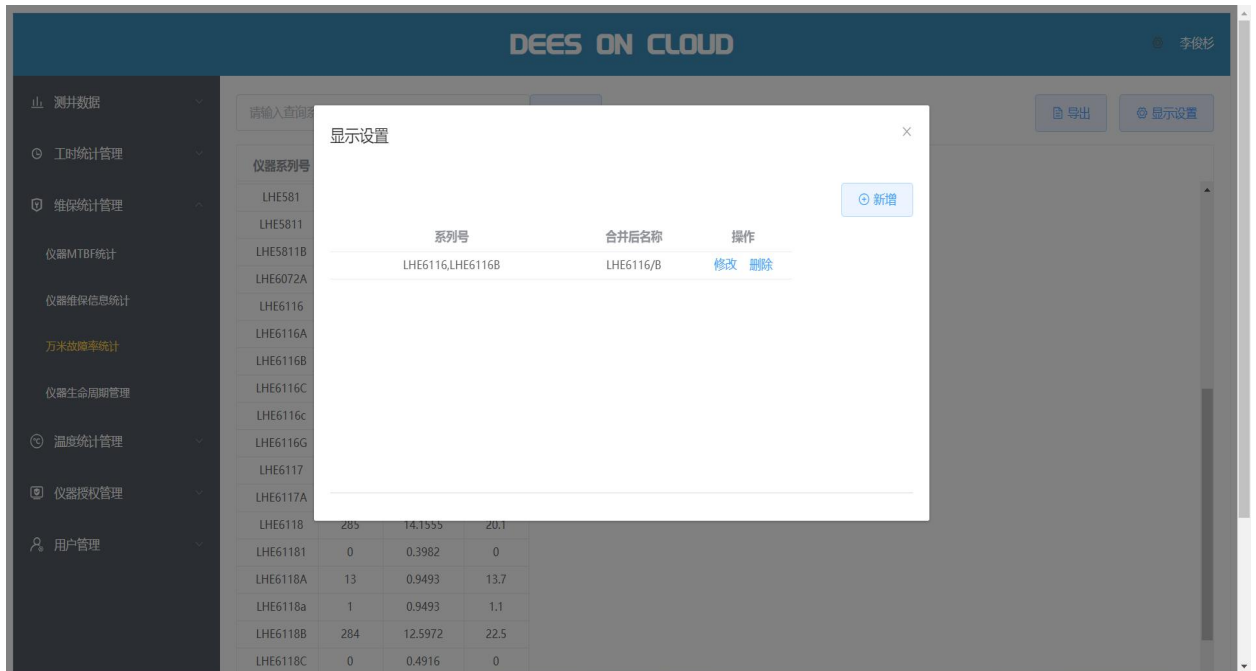 DEES ON CLOUD
李俊杉
测井数据
工时统计管理
维保统计管理
仪器MTBF统计
仪器维保信息统计
万米故障率统计
仪器生命周期管理
温度统计管理
仪器授权管理
用户管理
请输入查询
导出
显示设置
仪器系列号
LHE581
LHE5811
LHE5811B
LHE6072A
LHE6116
LHE6116A
LHE6116B
LHE6116C
LHE6116c
LHE6116G
LHE6117
LHE6117A
LHE6118 285 14.1555 20.1
LHE61181 0 0.3982 0
LHE6118A 13 0.9493 13.7
LHE6118a 1 0.9493 1.1
LHE6118B 284 12.5972 22.5
LHE6118C 0 0.4916 0
显示设置
新增
系列号 合并后名称 操作
LHE6116,LHE6116B LHE6116/B 修改 删除